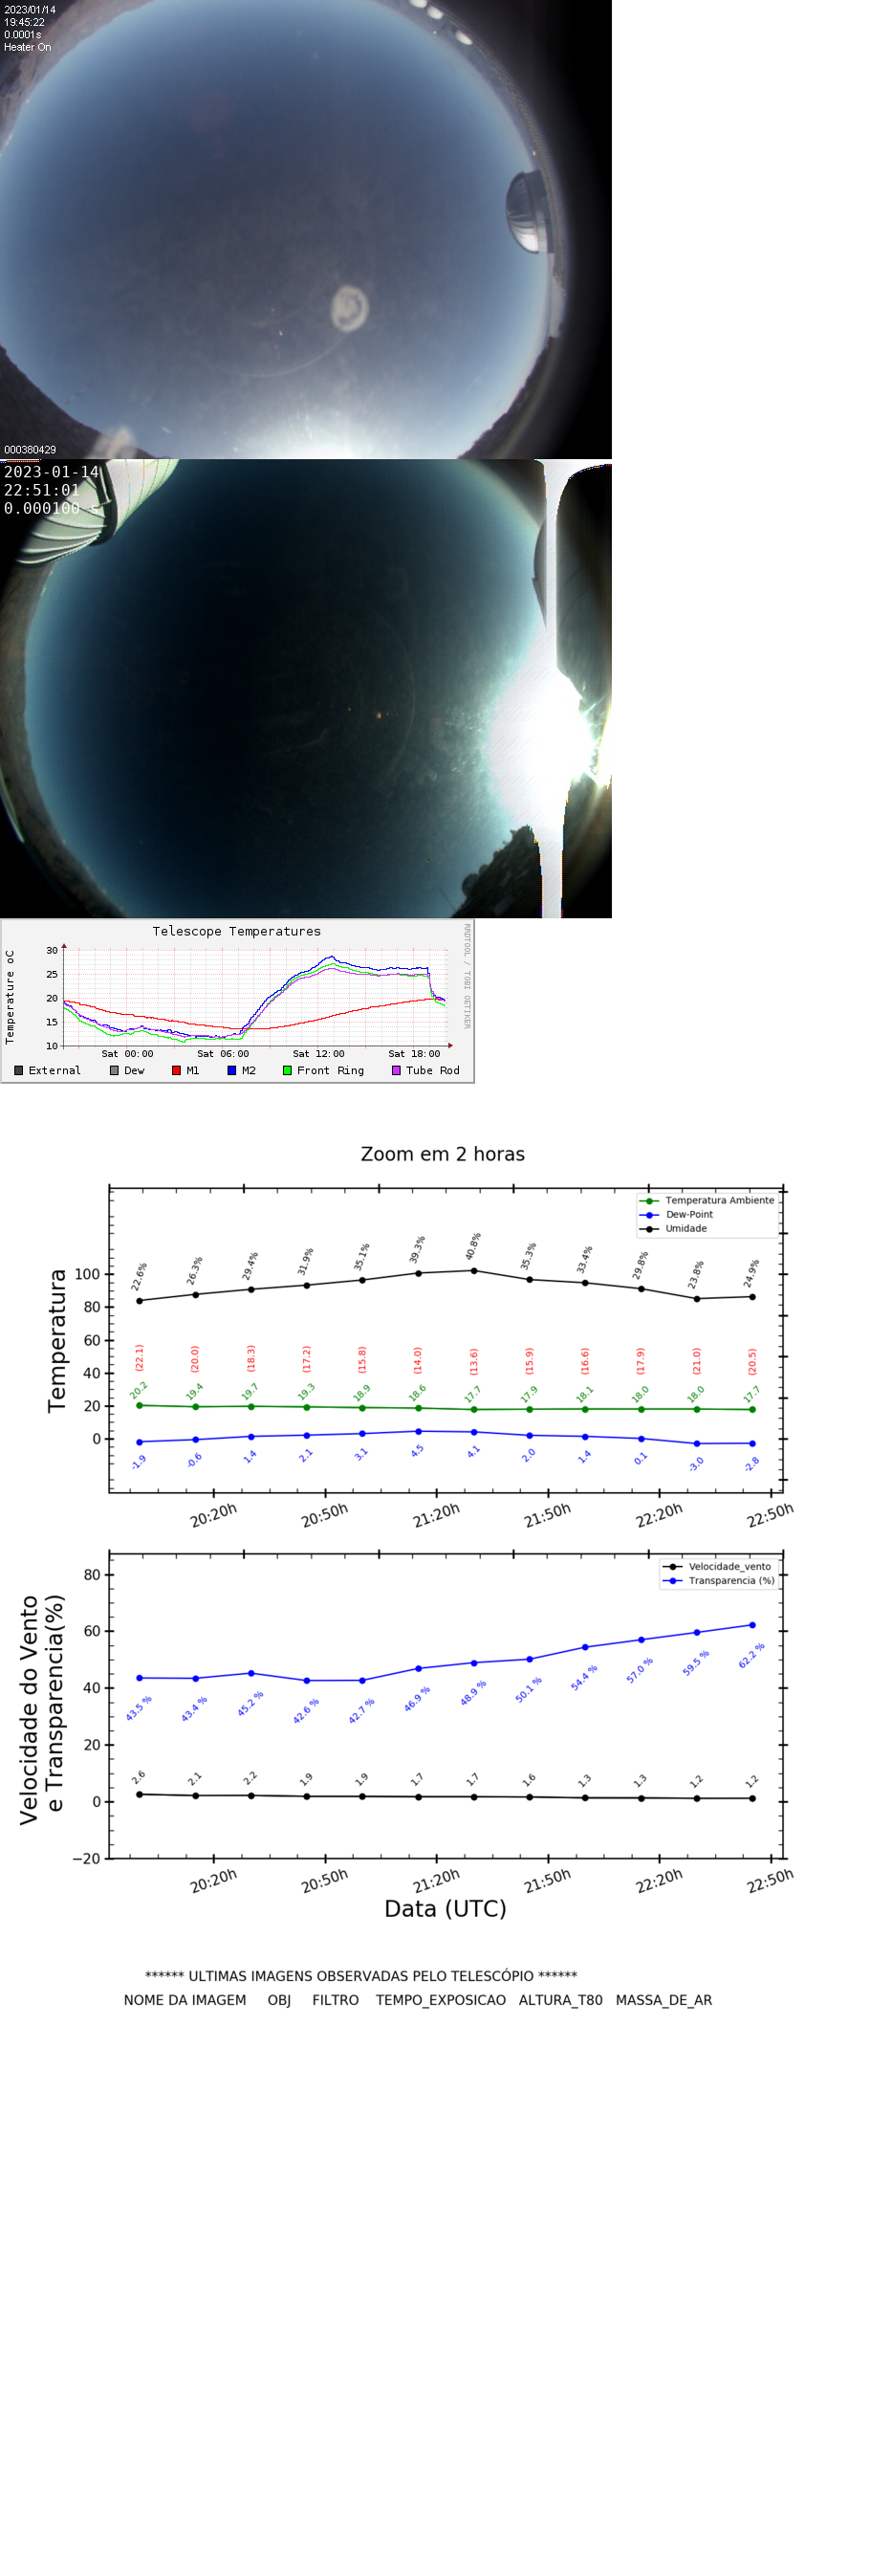 2023/01/14
19:45:22
0.0001s
Heater On
000380429
2023-01-14
22:51:01
0.000100 s
Telescope Temperatures
RRDTOOL / TOBI OETIKER
Temperature oC
30
25
20
15
10
Sat 00:00 Sat 06:00 Sat 12:00 Sat 18:00
External Dew M1 M2 Front Ring Tube Rod
Zoom em 2 horas
Temperatura Ambiente
Dew-Point
Umidade
Temperatura
100
80
60
40
20
0
22.6% 26.3% 29.4% 31.9% 35.1% 39.3% 40.8% 35.3% 33.4% 29.8% 23.8% 24.9%
(22.1) (20.0) (18.3) (17.2) (15.8) (14.0) (13.6) (15.9) (16.6) (17.9) (21.0) (20.5)
20.2 19.4 19.7 19.3 18.9 18.6 17.7 17.9 18.1 18.0 18.0 17.7
-1.9 -0.6 1.4 2.1 3.1 4.5 4.1 2.0 1.4 0.1 -3.0 -2.8
20:20h 20:50h 21:20h 21:50h 22:20h 22:50h
Velocidade_vento
Transparencia (%)
Velocidade do Vento
e Transparencia(%)
80
60
40
20
0
−20
43.5 % 43.4 % 45.2 % 42.6 % 42.7 % 46.9 % 48.9 % 50.1 % 54.4 % 57.0 % 59.5 % 62.2 %
2.6 2.1 2.2 1.9 1.9 1.7 1.7 1.6 1.3 1.3 1.2 1.2
20:20h 20:50h 21:20h 21:50h 22:20h 22:50h
Data (UTC)
****** ULTIMAS IMAGENS OBSERVADAS PELO TELESCÓPIO ******
NOME DA IMAGEM OBJ FILTRO TEMPO_EXPOSICAO ALTURA_T80 MASSA_DE_AR